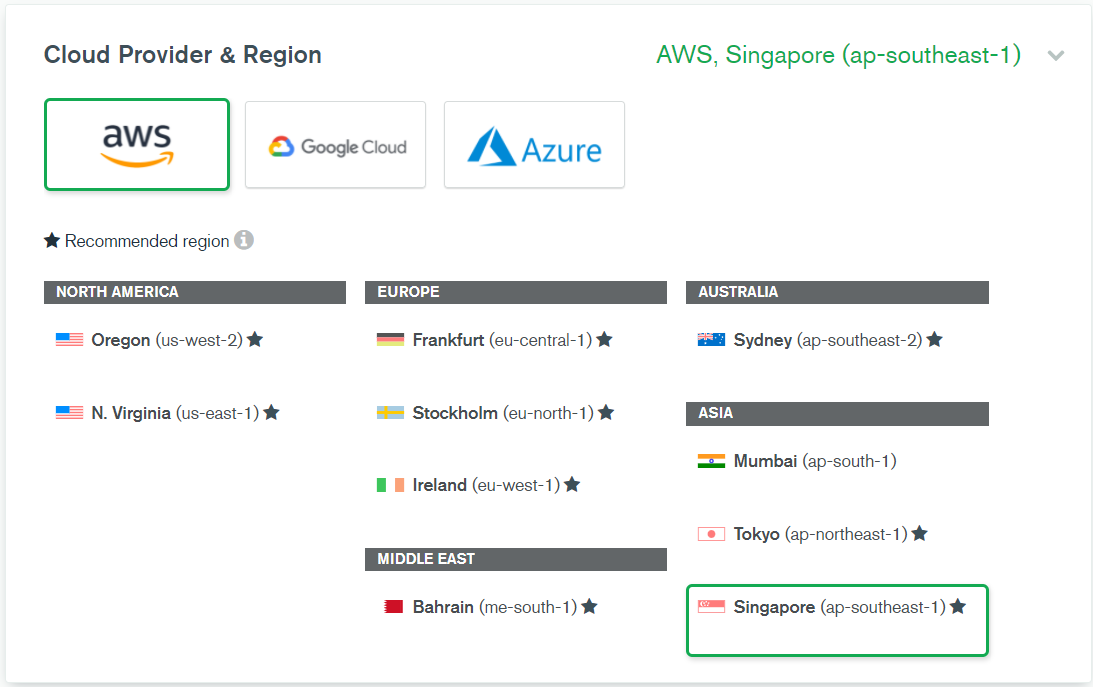 Cloud Provider & Region
AWS, Singapore (ap-southeast-1)
aws
Google Cloud
Azure
Recommended region
NORTH AMERICA
Oregon (us-west-2)
N. Virginia (us-east-1)
EUROPE
Frankfurt (eu-central-1)
Stockholm (eu-north-1)
Ireland (eu-west-1)
MIDDLE EAST
Bahrain (me-south-1)
AUSTRALIA
Sydney (ap-southeast-2)
ASIA
Mumbai (ap-south-1)
Tokyo (ap-northeast-1)
Singapore (ap-southeast-1)